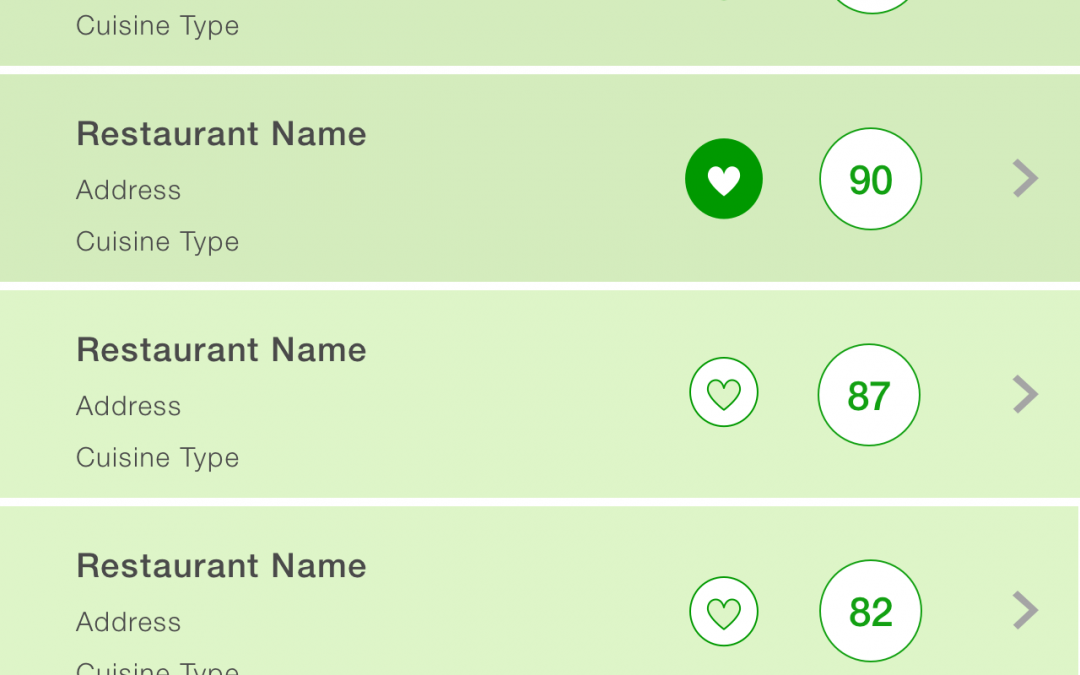 Cuisine Type
Restaurant Name
Address
Cuisine Type
90
Restaurant Name
Address
Cuisine Type
87
Restaurant Name
Address
Cuisine Type
82